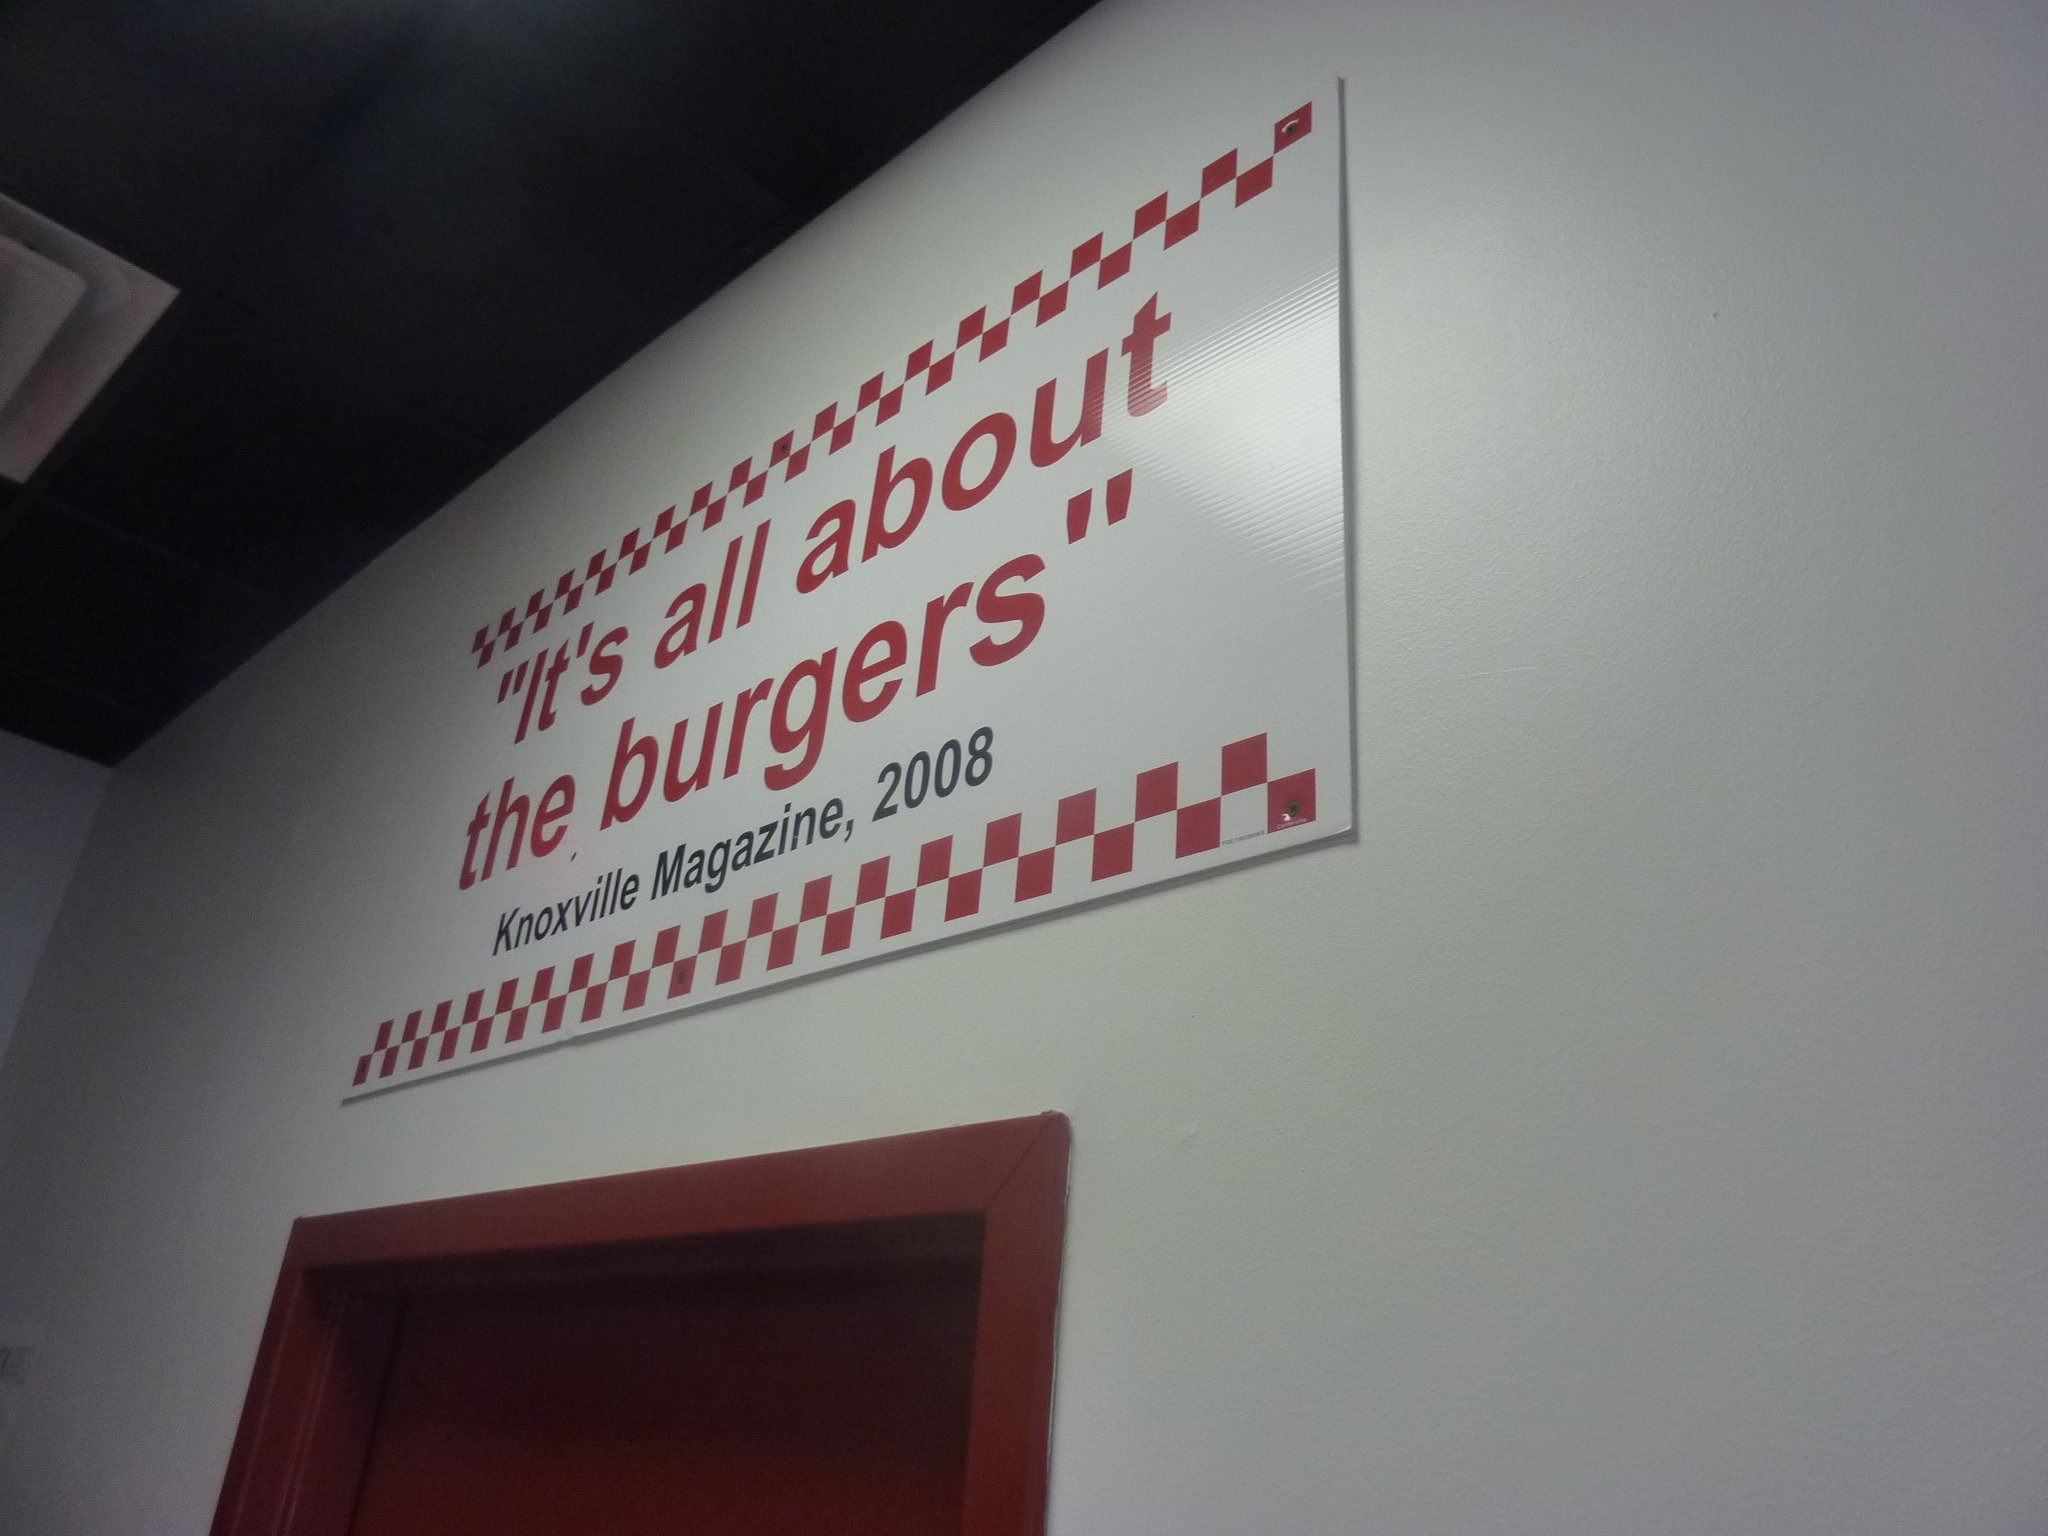 "It's all about
the burgers"
Knoxville Magazine, 2008